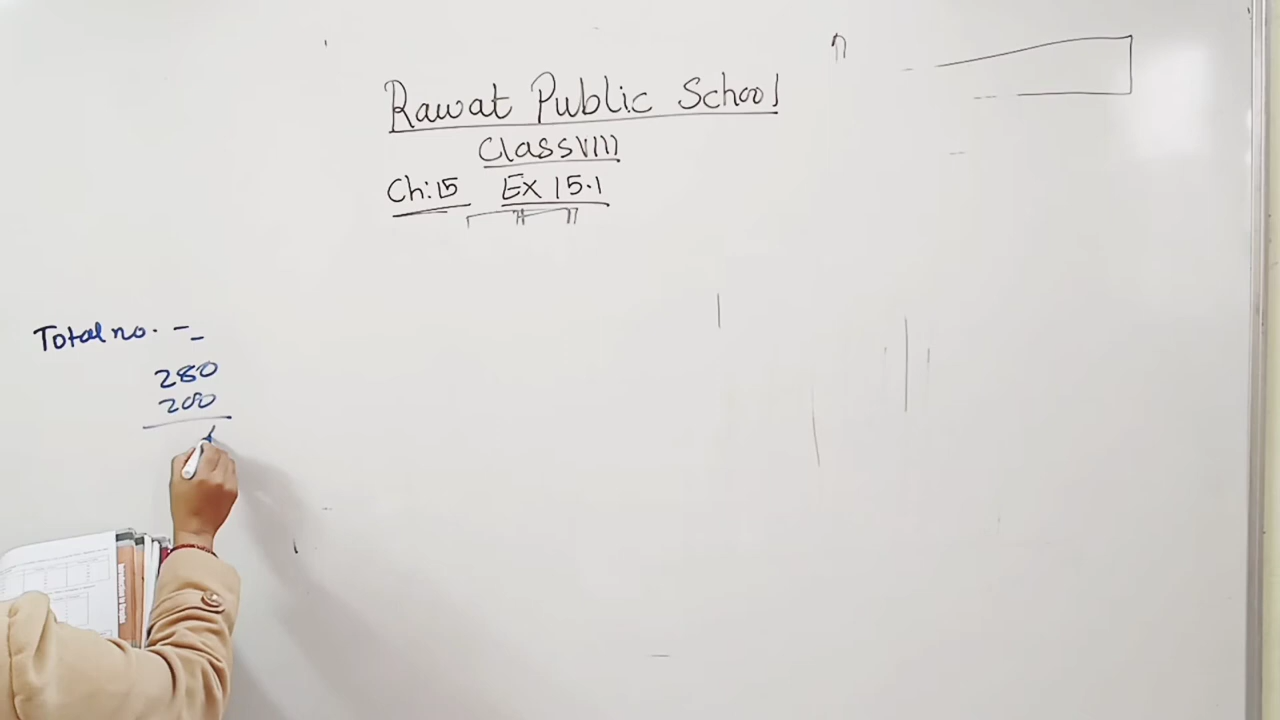 Rawat Public School
Class VIII
Ch:15 Ex 15.1
Total no. -
280
200